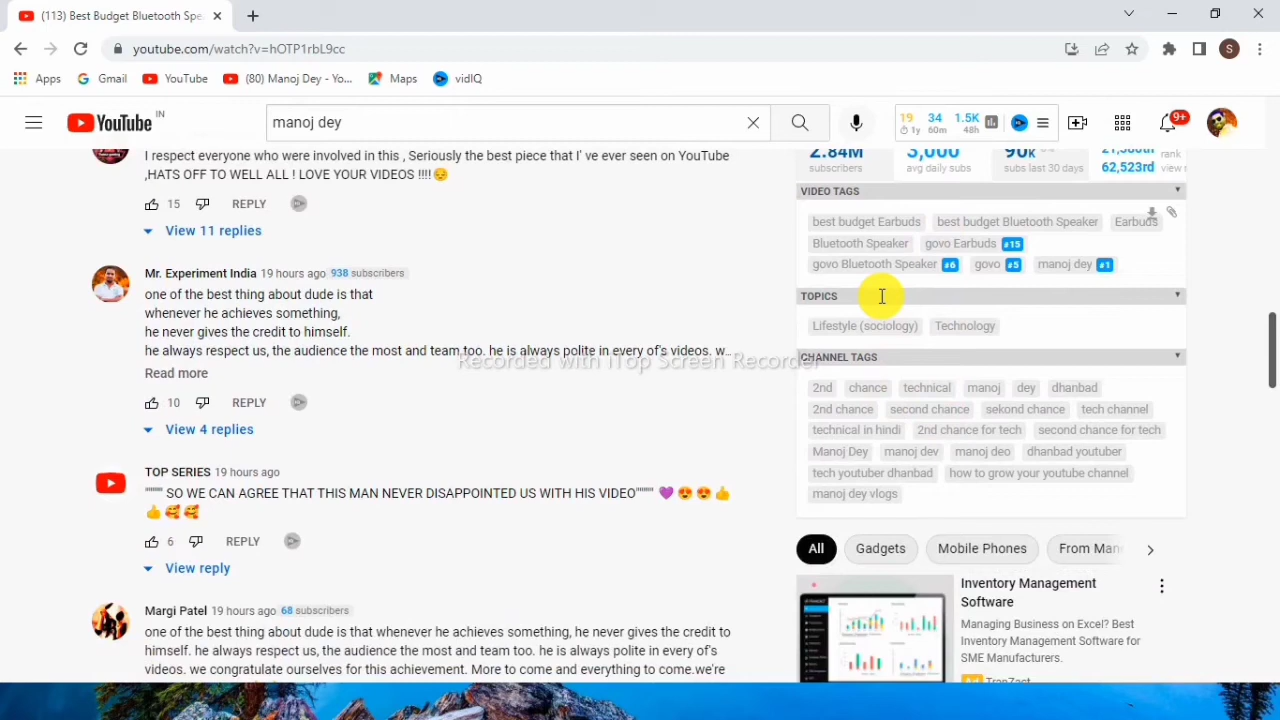 (113) Best Budget Bluetooth Spe
youtube.com/watch?v=hOTP1rbL9cc
Apps Gmail YouTube (80) Manoj Dey - Yo... Maps vidIQ
YouTube IN
manoj dey
19 34 1.5K
1y 60m 48h
9+
S
I respect everyone who were involved in this , Seriously the best piece that I' ve ever seen on YouTube
,HATS OFF TO WELL ALL ! LOVE YOUR VIDEOS !!!!😔
15 REPLY
View 11 replies
Mr. Experiment India 19 hours ago 938 subscribers
one of the best thing about dude is that
whenever he achieves something,
he never gives the credit to himself.
he always respect us, the audience the most and team too. he is always polite in every of's videos. w...
Read more
10 REPLY
View 4 replies
TOP SERIES 19 hours ago
""""" SO WE CAN AGREE THAT THIS MAN NEVER DISAPPOINTED US WITH HIS VIDEO""""" 💜😍😍👍
👍🥰🥰
6 REPLY
View reply
Margi Patel 19 hours ago 68 subscribers
one of the best thing about dude is that whenever he achieves something, he never gives the credit to
himself. he always respect us, the audience the most and team too. he is always polite in every of's
videos. we congratulate ourselves for this achievement. More to come and everything to come.we're
2.84M 3,000 90k
subscribers avg daily subs subs last 30 days 62,523rd rank
VIDEO TAGS
best budget Earbuds best budget Bluetooth Speaker Earbuds
Bluetooth Speaker govo Earbuds #15
govo Bluetooth Speaker #6 govo #5 manoj dey #1
TOPICS
Lifestyle (sociology) Technology
CHANNEL TAGS
2nd chance technical manoj dey dhanbad
2nd chance second chance sekond chance tech channel
technical in hindi 2nd chance for tech second chance for tech
Manoj Dey manoj dev manoj deo dhanbad youtuber
tech youtuber dhanbad how to grow your youtube channel
manoj dey vlogs
All Gadgets Mobile Phones From Man
Inventory Management
Software
Managing Business on Excel? Best
Inventory Management Software for
SME Manufacturers.
Ad TranZact
Recorded with iTop Screen Recorder